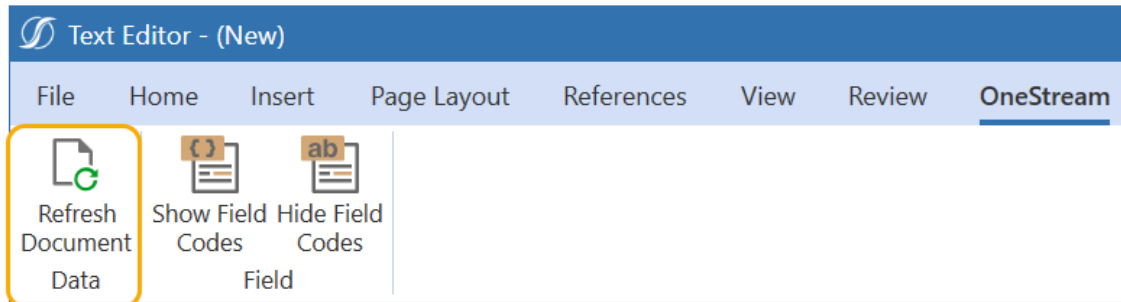 Text Editor - (New)
File Home Insert Page Layout References View Review OneStream
{ } ab
Refresh Show Field Hide Field
Document Codes Codes
Data Field